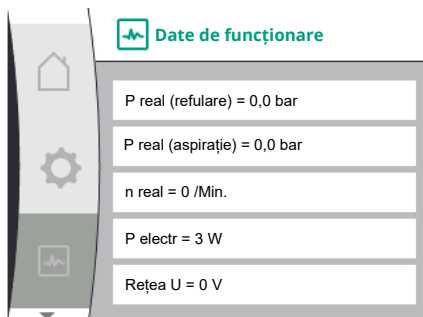 Date de funcționare
P real (refulare) = 0,0 bar
P real (aspirație) = 0,0 bar
n real = 0 /Min.
P electr = 3 W
Rețea U = 0 V